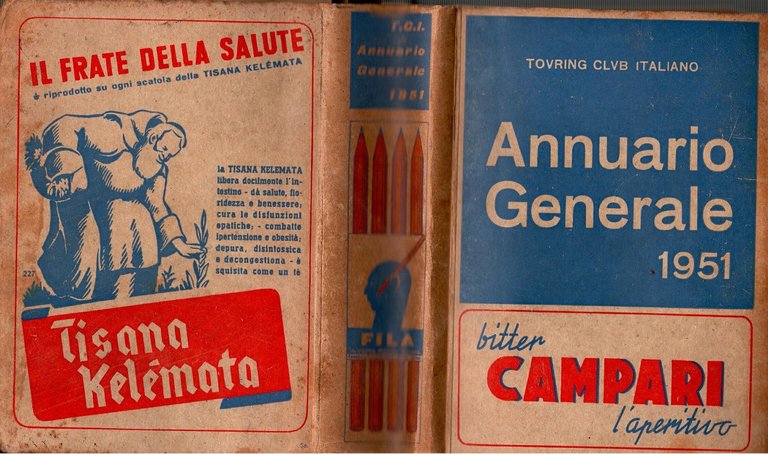 IL FRATE DELLA SALUTE
è riprodotto su ogni scatola della TISANA KELÉMATA
la TISANA KELEMATA
libera docilmente l'in-
testino - dà salute, flo-
ridezza e benessere;
cura le disfunzioni
epatiche; - combatte
ipertensione e obesità;
depura, disintossica
e decongestiona - è
squisita come un tè
227
Tisana
Kelémata
T.C.I.
Annuario
Generale
1951
FILA
TOVRING CLVB ITALIANO
Annuario
Generale
1951
bitter
CAMPARI
l'aperitivo